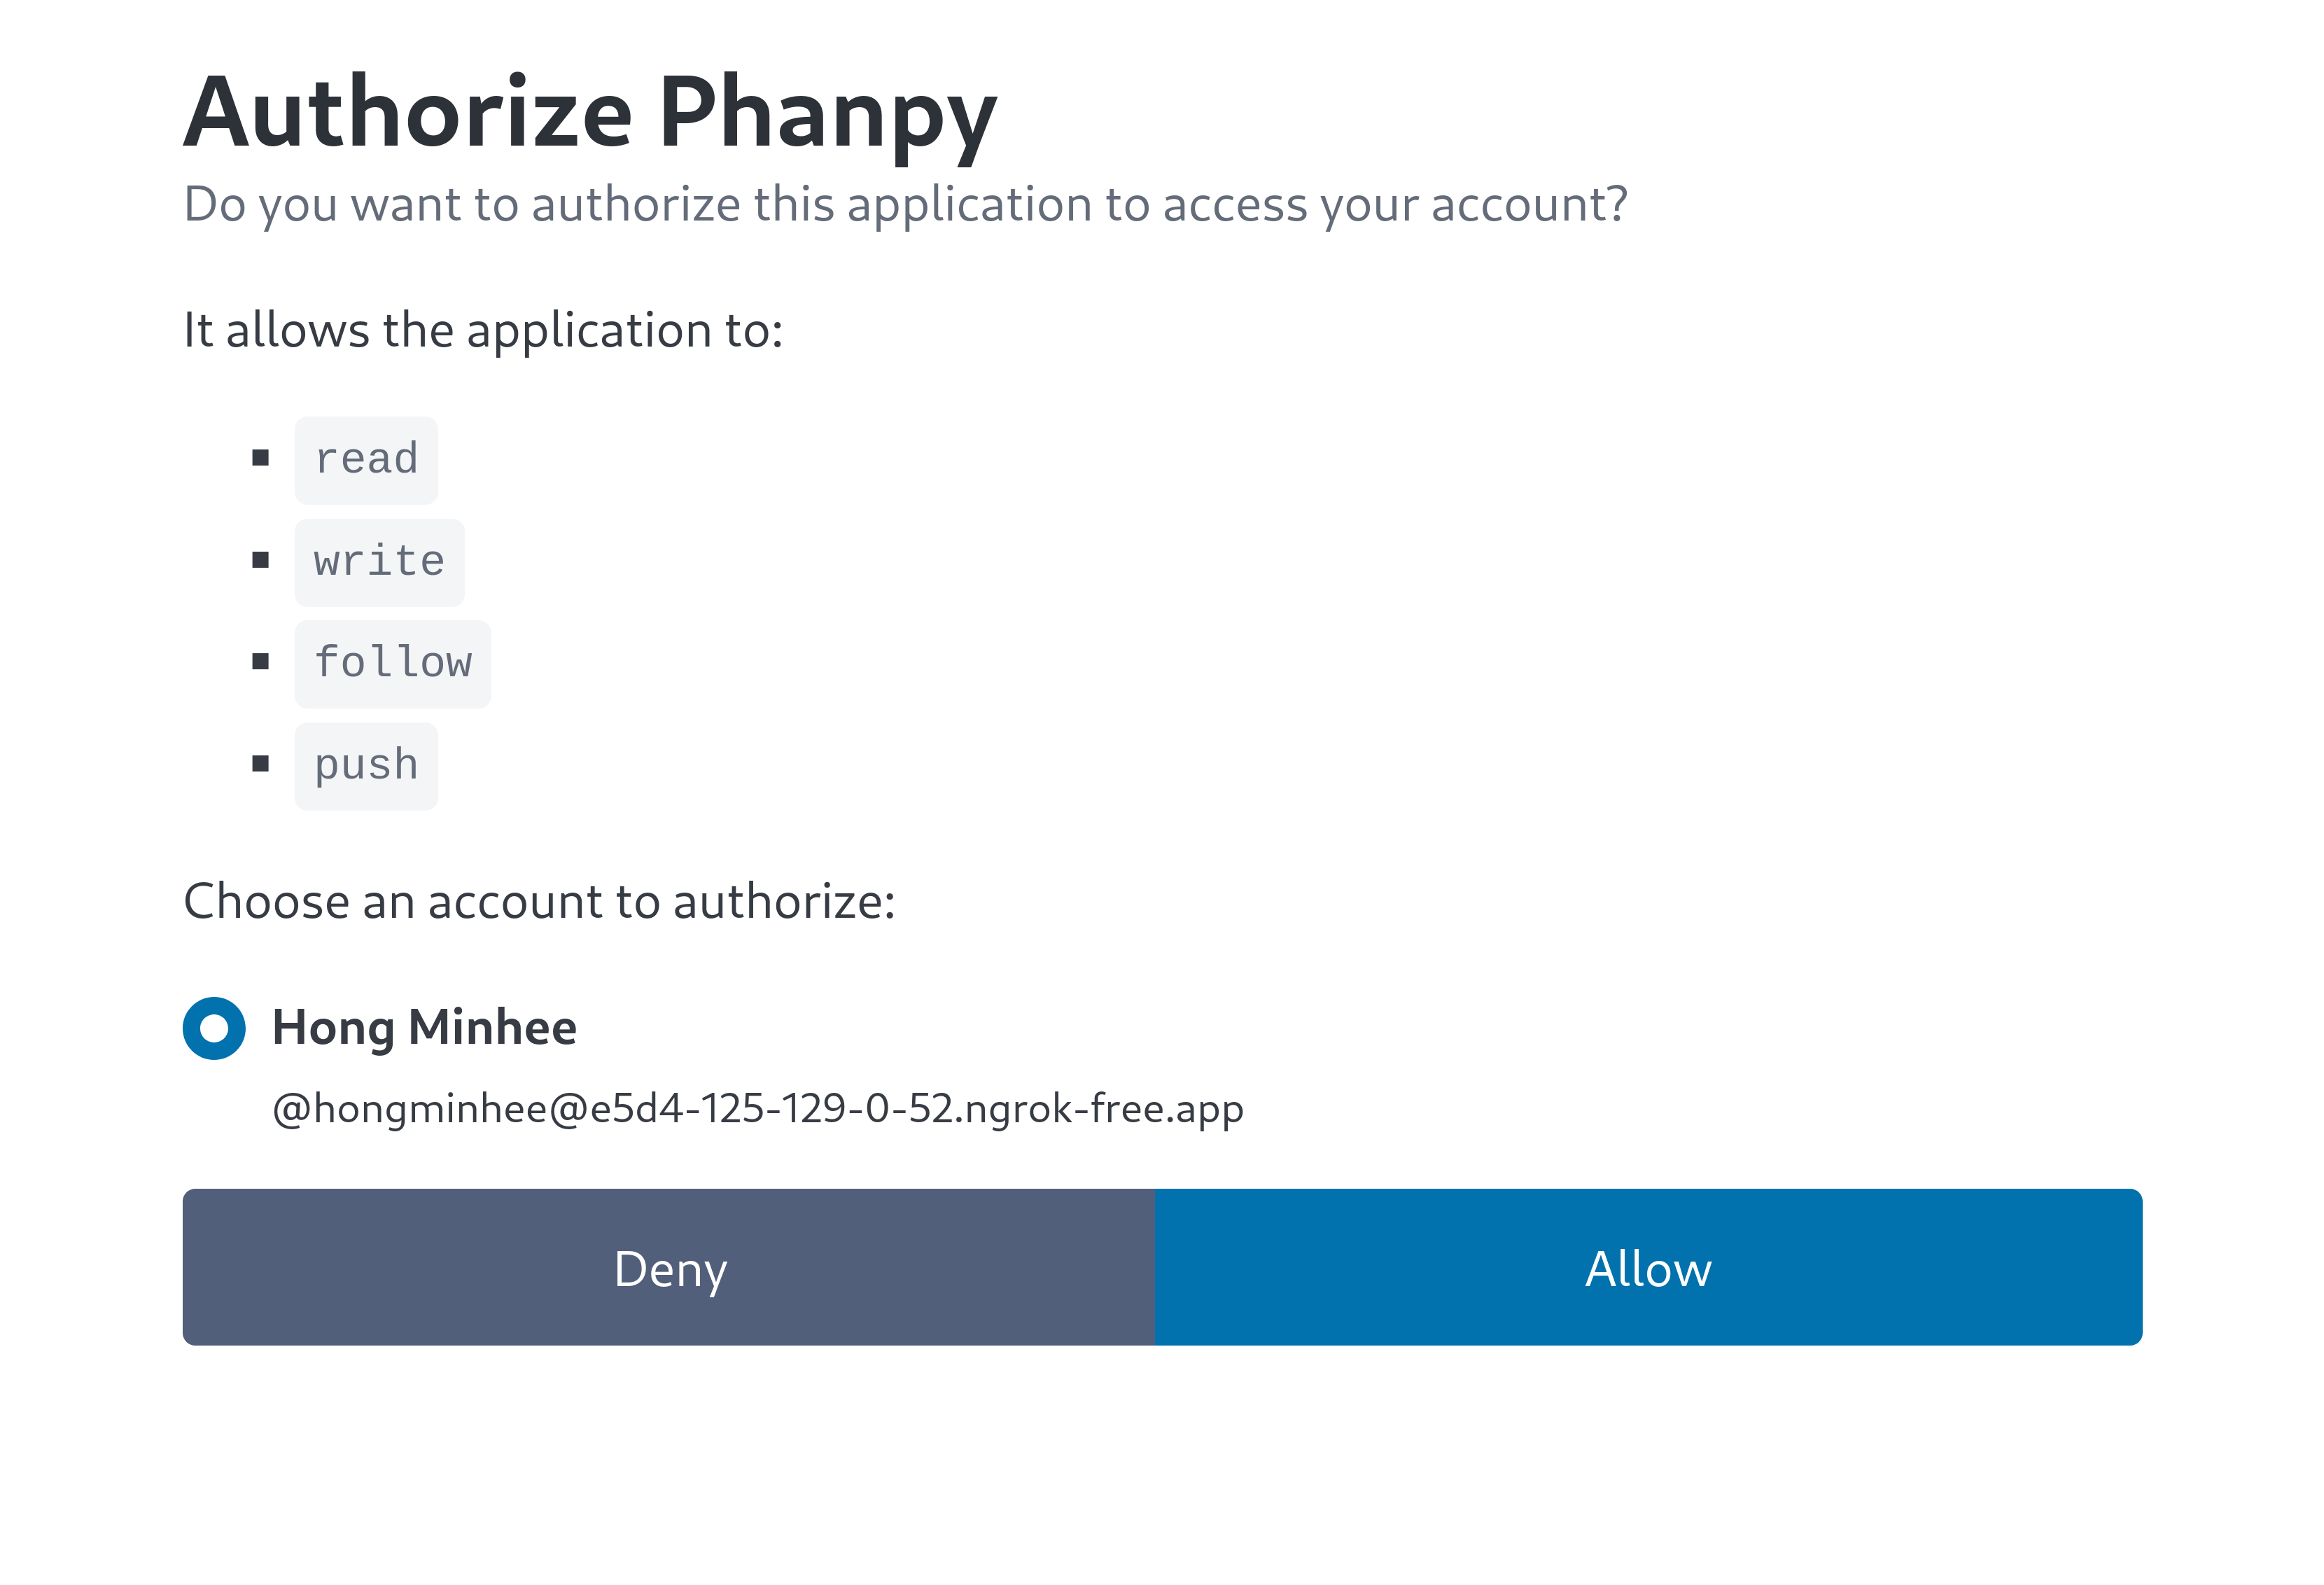 Authorize Phanpy
Do you want to authorize this application to access your account?
It allows the application to:
read
write
follow
push
Choose an account to authorize:
Hong Minhee
@hongminhee@e5d4-125-129-0-52.ngrok-free.app
Deny
Allow